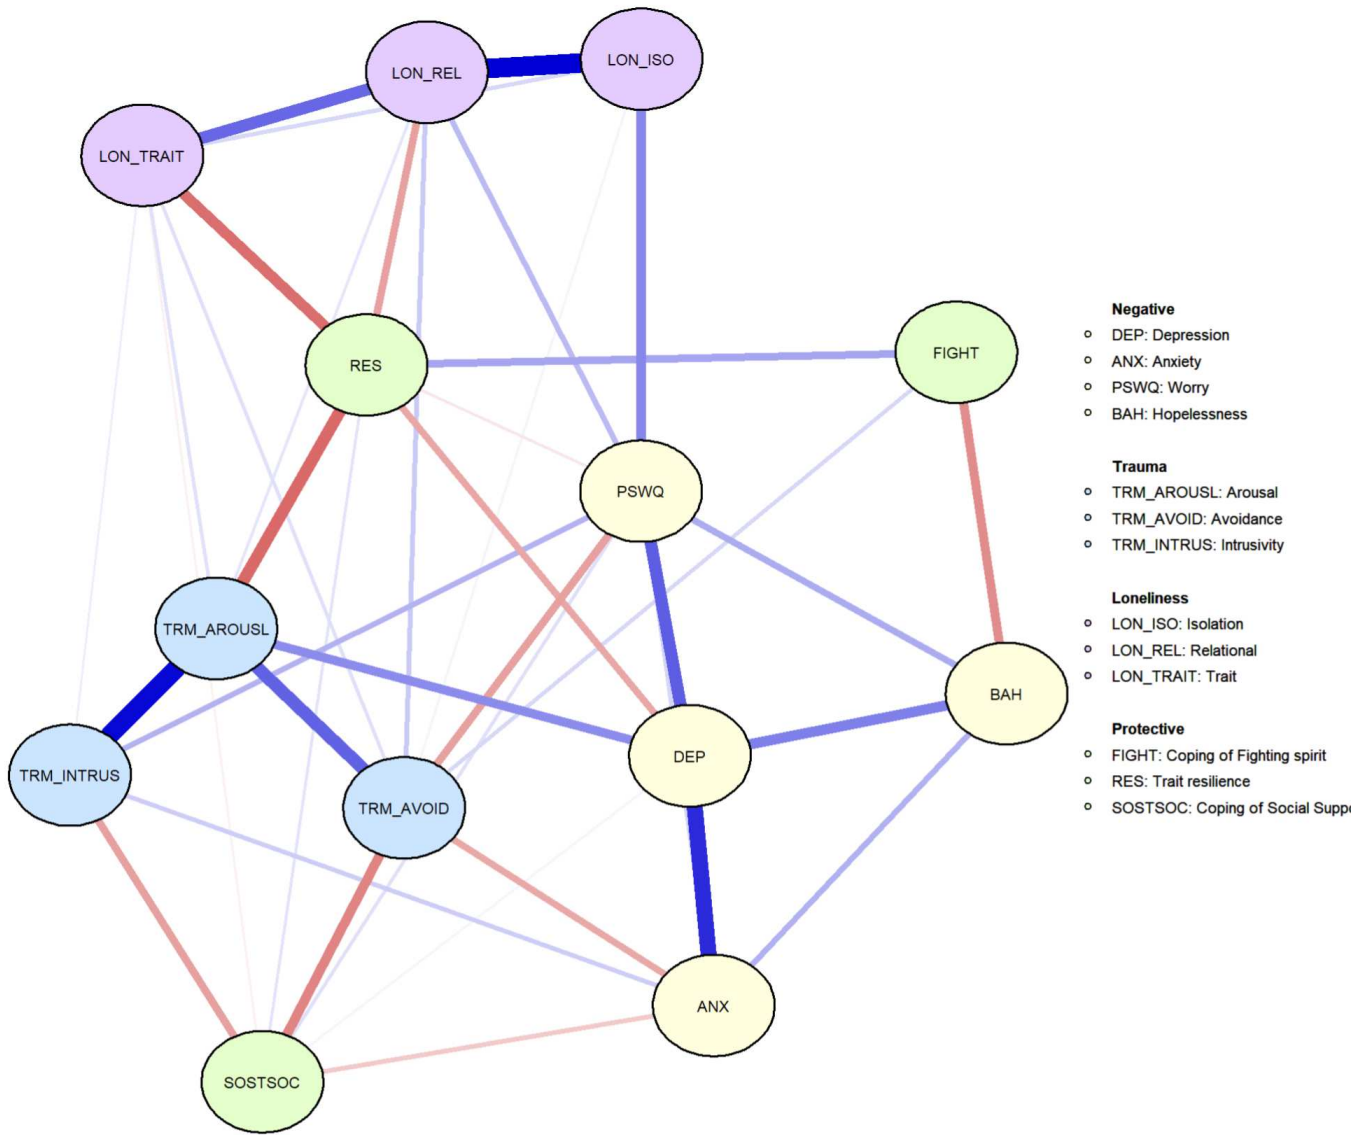 LON_ISO
LON_REL
LON_TRAIT
RES
FIGHT
PSWQ
TRM_AROUSL
BAH
DEP
TRM_INTRUS
TRM_AVOID
ANX
SOSTSOC
Negative
DEP: Depression
ANX: Anxiety
PSWQ: Worry
BAH: Hopelessness
Trauma
TRM_AROUSL: Arousal
TRM_AVOID: Avoidance
TRM_INTRUS: Intrusivity
Loneliness
LON_ISO: Isolation
LON_REL: Relational
LON_TRAIT: Trait
Protective
FIGHT: Coping of Fighting spirit
RES: Trait resilience
SOSTSOC: Coping of Social Supp